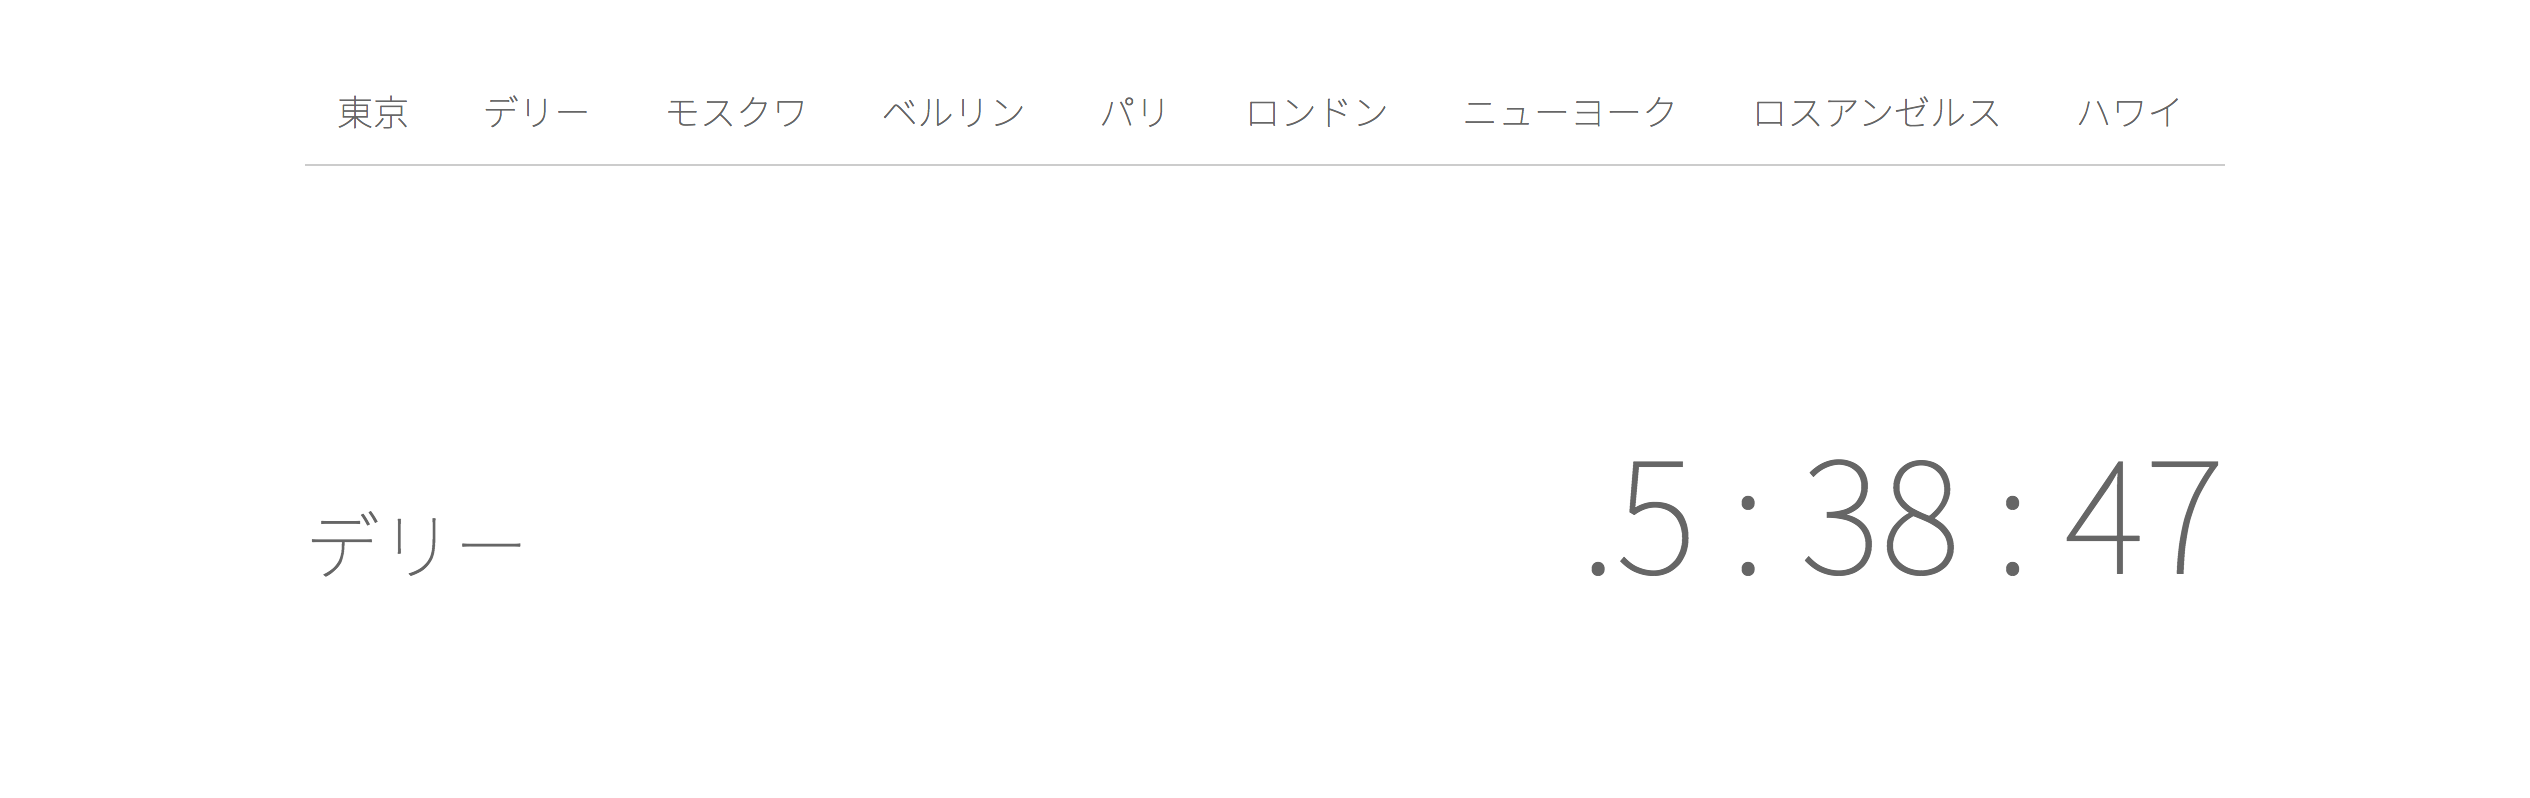 東京 デリー モスクワ ベルリン パリ ロンドン ニューヨーク ロスアンゼルス ハワイ
デリー .5 : 38 : 47